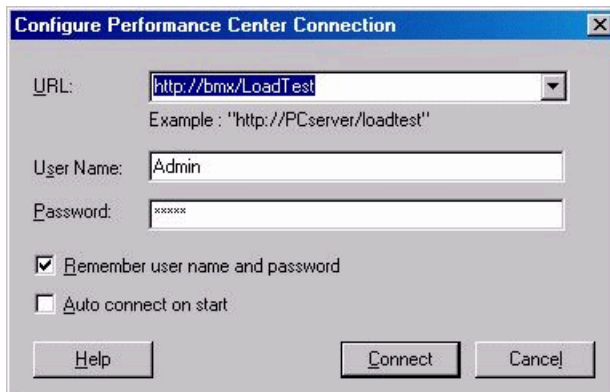 Configure Performance Center Connection
URL: http://bmx/LoadTest
Example : "http://PCserver/loadtest"
User Name: Admin
Password: xxxxx
Remember user name and password
Auto connect on start
Help Connect Cancel